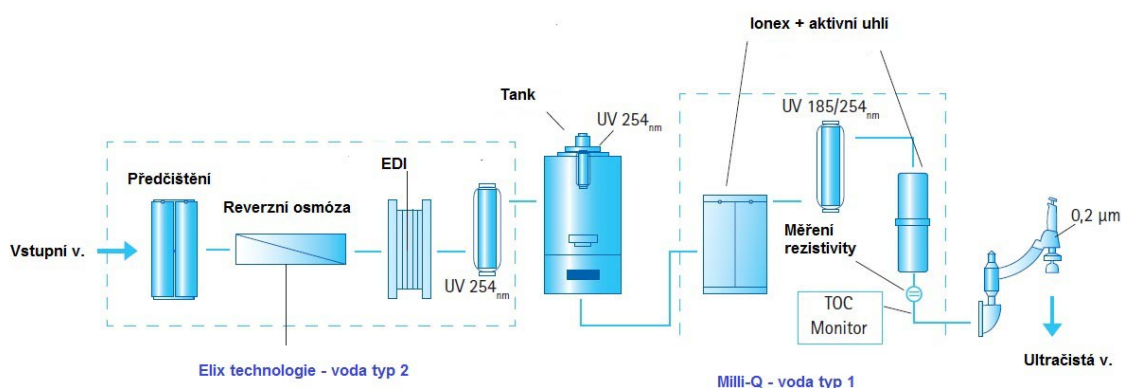 Ionex + aktivní uhlí
Tank
UV 254nm
UV 185/254nm
EDI
Předčištění
Reverzní osmóza
Vstupní v.
UV 254nm
Měření
rezistivity
0,2 µm
TOC
Monitor
Ultračistá v.
Elix technologie - voda typ 2
Milli-Q - voda typ 1